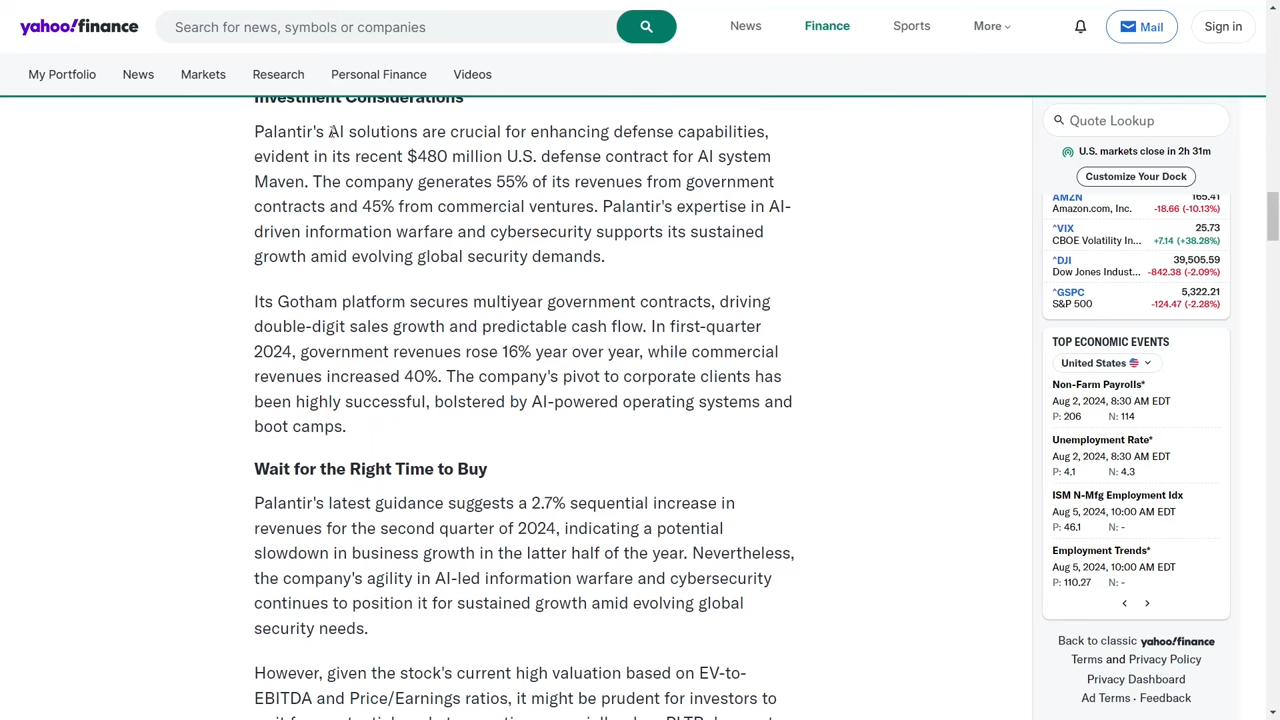 yahoo!finance
Search for news, symbols or companies
News
Finance
Sports
More
Mail
Sign in
My Portfolio
News
Markets
Research
Personal Finance
Videos
Investment Considerations
Palantir's AI solutions are crucial for enhancing defense capabilities,
evident in its recent $480 million U.S. defense contract for AI system
Maven. The company generates 55% of its revenues from government
contracts and 45% from commercial ventures. Palantir's expertise in AI-
driven information warfare and cybersecurity supports its sustained
growth amid evolving global security demands.
Its Gotham platform secures multiyear government contracts, driving
double-digit sales growth and predictable cash flow. In first-quarter
2024, government revenues rose 16% year over year, while commercial
revenues increased 40%. The company's pivot to corporate clients has
been highly successful, bolstered by AI-powered operating systems and
boot camps.
Wait for the Right Time to Buy
Palantir's latest guidance suggests a 2.7% sequential increase in
revenues for the second quarter of 2024, indicating a potential
slowdown in business growth in the latter half of the year. Nevertheless,
the company's agility in AI-led information warfare and cybersecurity
continues to position it for sustained growth amid evolving global
security needs.
However, given the stock's current high valuation based on EV-to-
EBITDA and Price/Earnings ratios, it might be prudent for investors to
Quote Lookup
U.S. markets close in 2h 31m
Customize Your Dock
AMZN 165.41
Amazon.com, Inc. -18.66 (-10.13%)
^VIX 25.73
CBOE Volatility In... +7.14 (+38.28%)
^DJI 39,505.59
Dow Jones Indust... -842.38 (-2.09%)
^GSPC 5,322.21
S&P 500 -124.47 (-2.28%)
TOP ECONOMIC EVENTS
United States
Non-Farm Payrolls*
Aug 2, 2024, 8:30 AM EDT
P: 206 N: 114
Unemployment Rate*
Aug 2, 2024, 8:30 AM EDT
P: 4.1 N: 4.3
ISM N-Mfg Employment Idx
Aug 5, 2024, 10:00 AM EDT
P: 46.1 N: -
Employment Trends*
Aug 5, 2024, 10:00 AM EDT
P: 110.27 N: -
Back to classic yahoo!finance
Terms and Privacy Policy
Privacy Dashboard
Ad Terms · Feedback